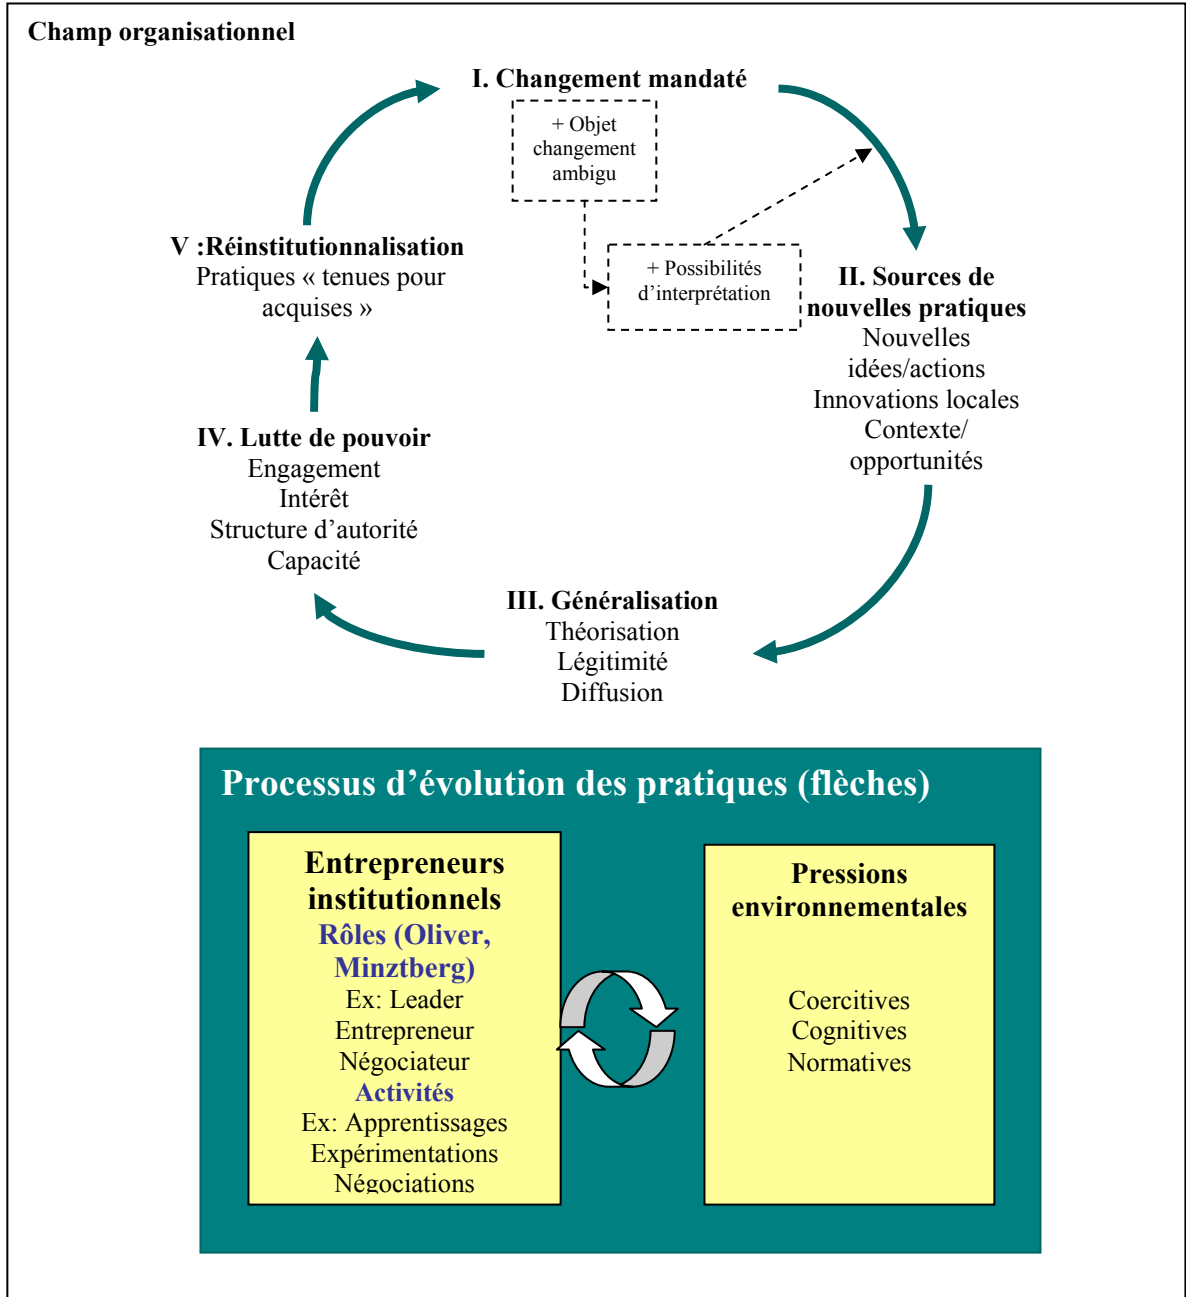 Champ organisationnel
I. Changement mandaté
+ Objet
changement
ambigu
+ Possibilités
d’interprétation
II. Sources de
nouvelles pratiques
Nouvelles
idées/actions
Innovations locales
Contexte/
opportunités
III. Généralisation
Théorisation
Légitimité
Diffusion
IV. Lutte de pouvoir
Engagement
Intérêt
Structure d’autorité
Capacité
V :Réinstitutionnalisation
Pratiques « tenues pour
acquises »
Processus d’évolution des pratiques (flèches)
Entrepreneurs
institutionnels
Rôles (Oliver,
Minztberg)
Ex: Leader
Entrepreneur
Négociateur
Activités
Ex: Apprentissages
Expérimentations
Négociations
Pressions
environnementales
Coercitives
Cognitives
Normatives